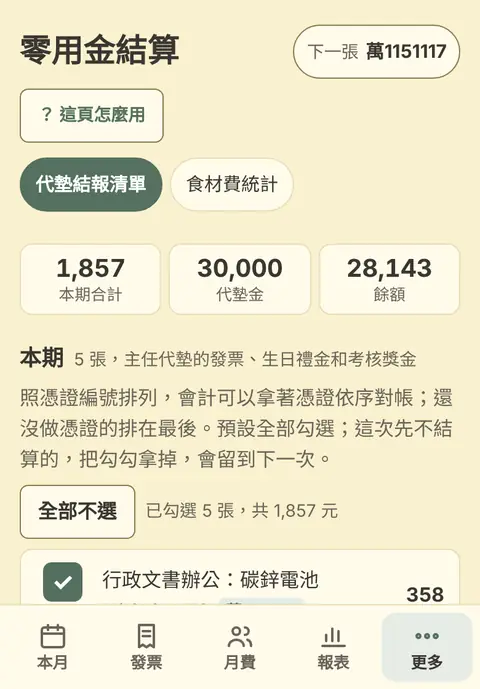 零用金結算
下一張 萬1151117
? 這頁怎麼用
代墊結報清單
食材費統計
1,857
本期合計
30,000
代墊金
28,143
餘額
本期 5 張，主任代墊的發票、生日禮金和考核獎金
照憑證編號排列，會計可以拿著憑證依序對帳；還
沒做憑證的排在最後。預設全部勾選；這次先不結
算的，把勾勾拿掉，會留到下一次。
全部不選
已勾選 5 張，共 1,857 元
行政文書辦公：碳鋅電池
358
本月
發票
月費
報表
更多